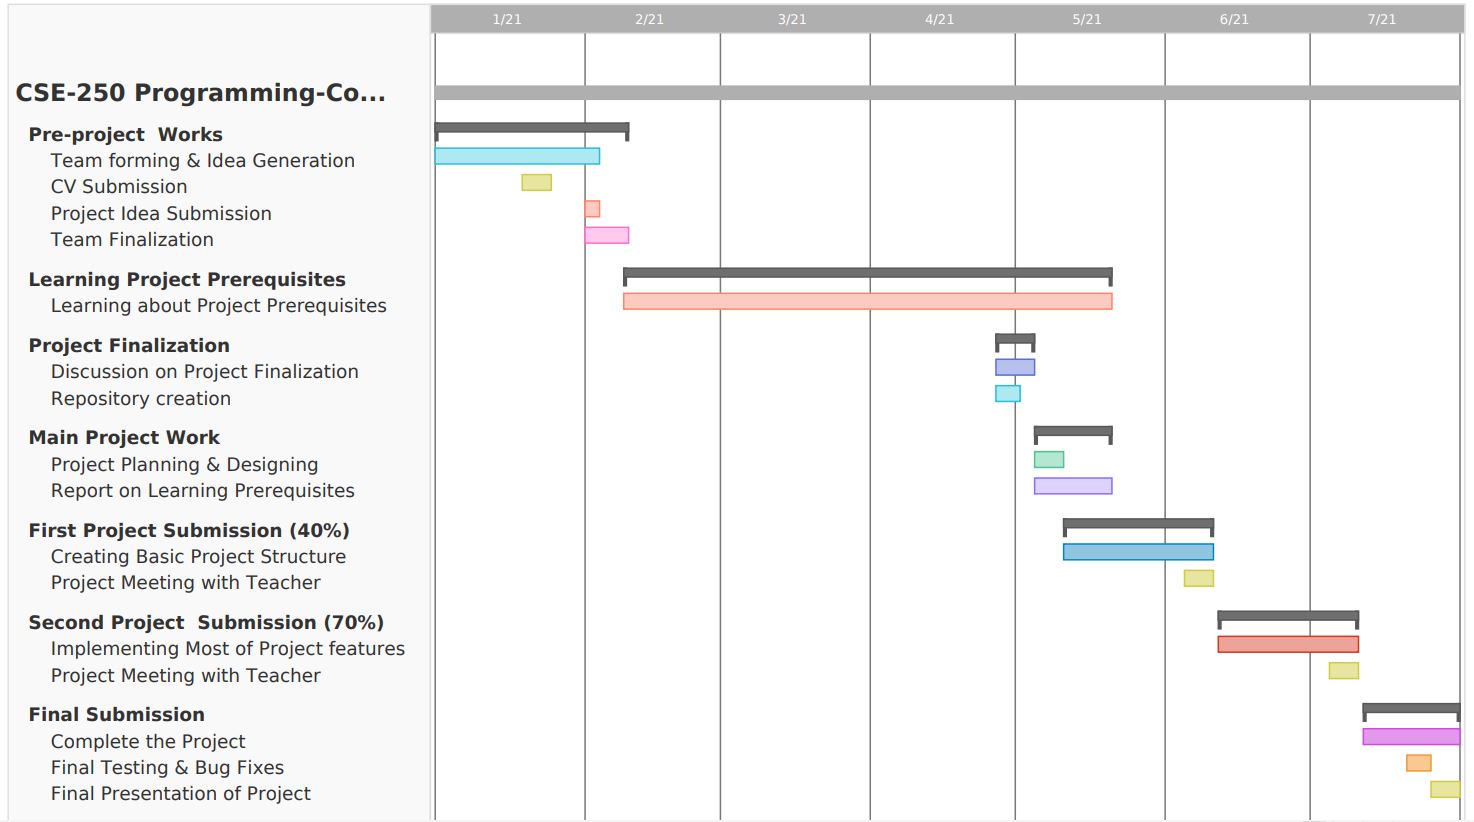 1/21 2/21 3/21 4/21 5/21 6/21 7/21
CSE-250 Programming-Co...
Pre-project  Works
Team forming & Idea Generation
CV Submission
Project Idea Submission
Team Finalization
Learning Project Prerequisites
Learning about Project Prerequisites
Project Finalization
Discussion on Project Finalization
Repository creation
Main Project Work
Project Planning & Designing
Report on Learning Prerequisites
First Project Submission (40%)
Creating Basic Project Structure
Project Meeting with Teacher
Second Project  Submission (70%)
Implementing Most of Project features
Project Meeting with Teacher
Final Submission
Complete the Project
Final Testing & Bug Fixes
Final Presentation of Project